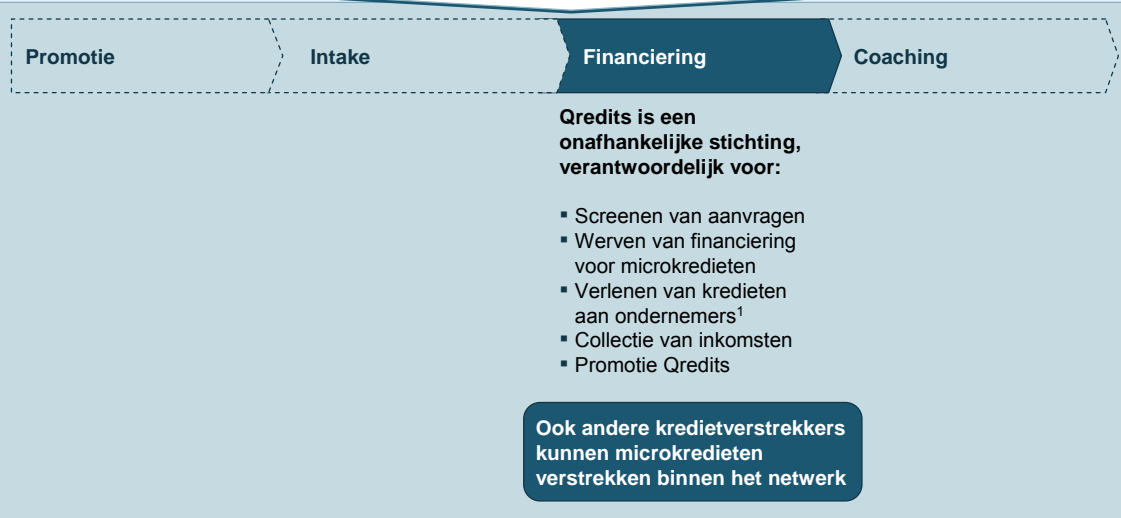 Promotie
Intake
Financiering
Coaching
Qredits is een
onafhankelijke stichting,
verantwoordelijk voor:
▪ Screenen van aanvragen
▪ Werven van financiering
voor microkredieten
▪ Verlenen van kredieten
aan ondernemers¹
▪ Collectie van inkomsten
▪ Promotie Qredits
Ook andere kredietverstrekkers
kunnen microkredieten
verstrekken binnen het netwerk